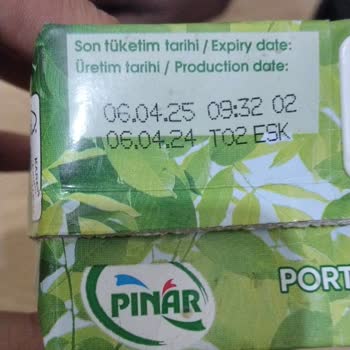 Son tüketim tarihi / Expiry date:
Üretim tarihi / Production date:
06.04.25 09:32 02
06.04.24 T02 ESK
PINAR
PORT